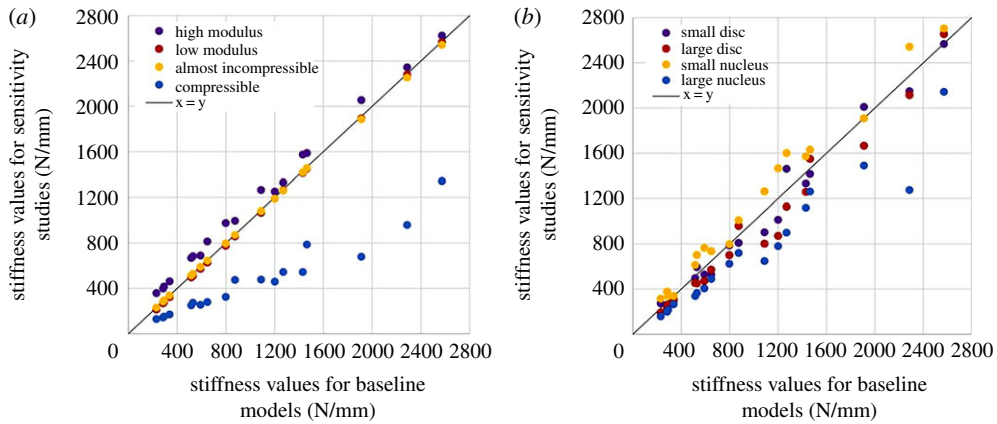 (a)
stiffness values for sensitivity
studies (N/mm)
2800
2400
2000
1600
1200
800
400
0
400 800 1200 1600 2000 2400 2800
high modulus
low modulus
almost incompressible
compressible
x = y
stiffness values for baseline
models (N/mm)
(b)
stiffness values for sensitivity
studies (N/mm)
2800
2400
2000
1600
1200
800
400
0
400 800 1200 1600 2000 2400 2800
small disc
large disc
small nucleus
large nucleus
x = y
stiffness values for baseline
models (N/mm)